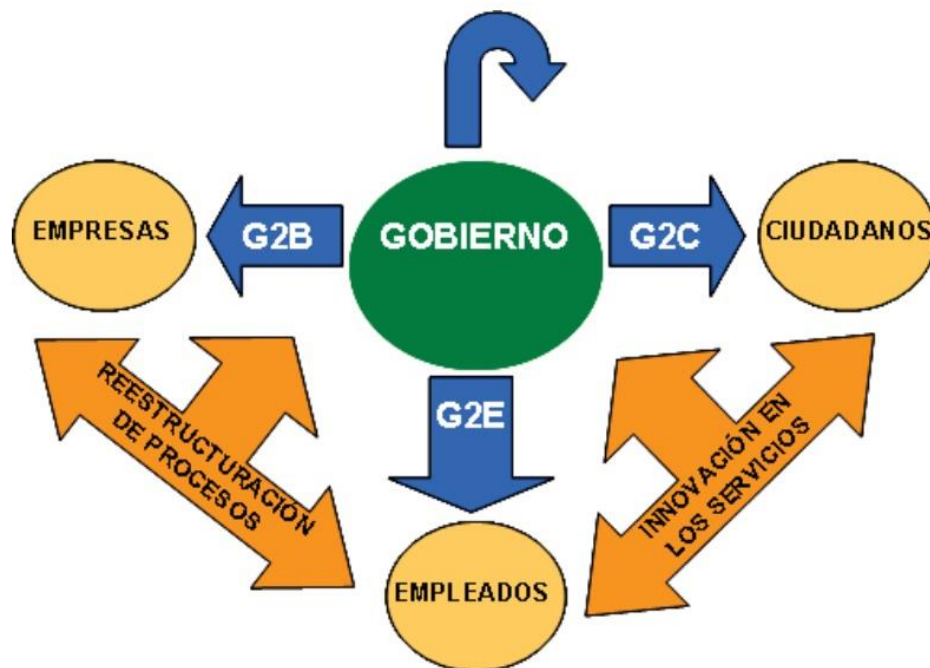 EMPRESAS
G2B
GOBIERNO
G2C
CIUDADANOS
REESTRUCTURACIÓN
DE PROCESOS
G2E
INNOVACIÓN EN
LOS SERVICIOS
EMPLEADOS